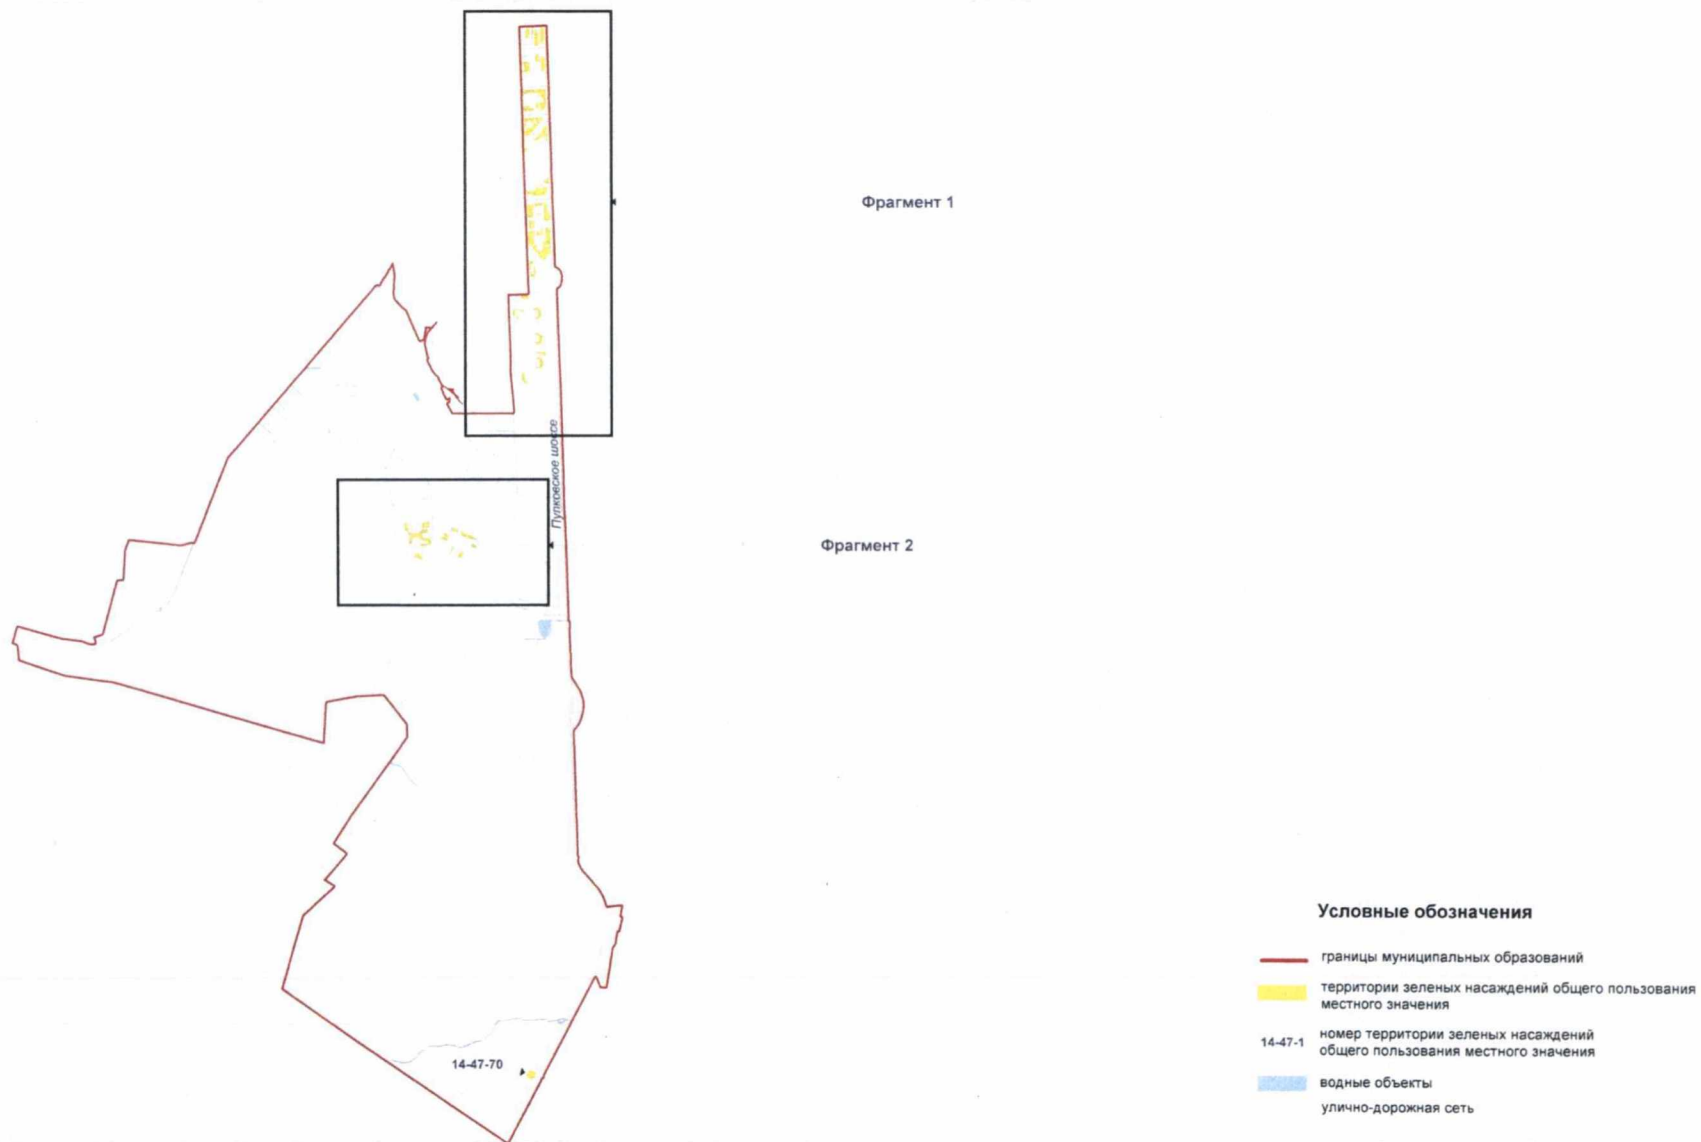 Фрагмент 1
Пулковское шоссе
Фрагмент 2
Условные обозначения
границы муниципальных образований
территории зеленых насаждений общего пользования
местного значения
14-47-1 номер территории зеленых насаждений
общего пользования местного значения
14-47-70
водные объекты
улично-дорожная сеть